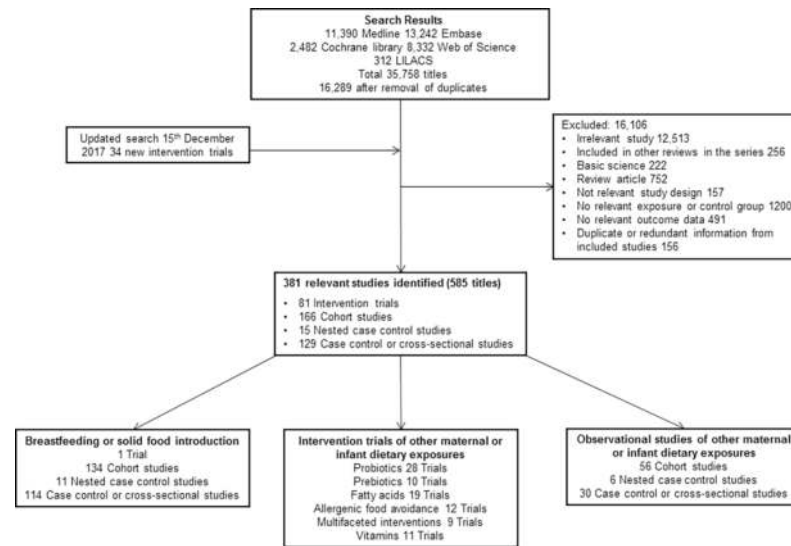 Search Results
11,390 Medline 13,242 Embase
2,482 Cochrane library 8,332 Web of Science
312 LILACS
Total 35,758 titles
16,289 after removal of duplicates
Updated search 15th December
2017 34 new intervention trials
Excluded: 16,106
• Irrelevant study 12,513
• Included in other reviews in the series 256
• Basic science 222
• Review article 752
• Not relevant study design 157
• No relevant exposure or control group 1200
• No relevant outcome data 491
• Duplicate or redundant information from
included studies 156
381 relevant studies identified (585 titles)
• 81 Intervention trials
• 166 Cohort studies
• 15 Nested case control studies
• 129 Case control or cross-sectional studies
Breastfeeding or solid food introduction
1 Trial
134 Cohort studies
11 Nested case control studies
114 Case control or cross-sectional studies
Intervention trials of other maternal or
infant dietary exposures
Probiotics 28 Trials
Prebiotics 10 Trials
Fatty acids 19 Trials
Allergenic food avoidance 12 Trials
Multifaceted interventions 9 Trials
Vitamins 11 Trials
Observational studies of other maternal
or infant dietary exposures
56 Cohort studies
6 Nested case control studies
30 Case control or cross-sectional studies